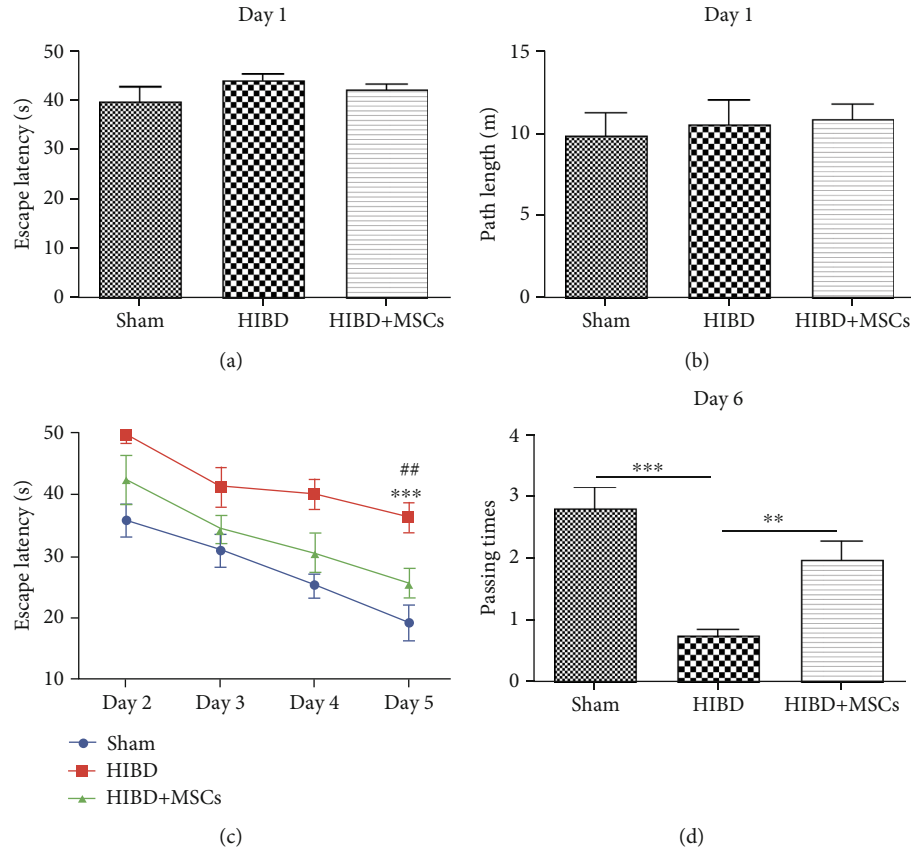 Day 1
50
40
30
20
10
0
Escape latency (s)
Sham
HIBD
HIBD+MSCs
(a)
Day 1
15
10
5
0
Path length (m)
Sham
HIBD
HIBD+MSCs
(b)
50
40
30
20
10
Escape latency (s)
##
***
Day 2
Day 3
Day 4
Day 5
Sham
HIBD
HIBD+MSCs
(c)
Day 6
4
3
2
1
0
Passing times
***
**
Sham
HIBD
HIBD+MSCs
(d)